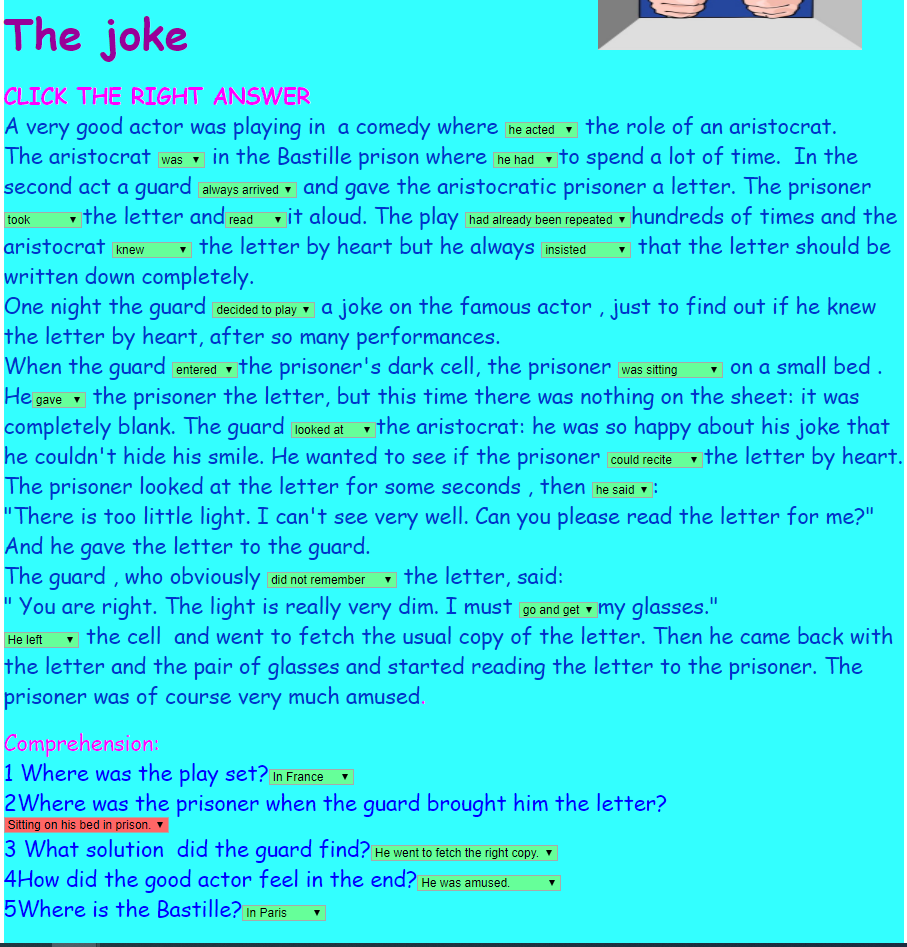 The joke
CLICK THE RIGHT ANSWER
A very good actor was playing in  a comedy where he acted the role of an aristocrat.
The aristocrat was in the Bastille prison where he had to spend a lot of time.  In the
second act a guard always arrived and gave the aristocratic prisoner a letter. The prisoner
took the letter and read it aloud. The play had already been repeated hundreds of times and the
aristocrat knew the letter by heart but he always insisted that the letter should be
written down completely.
One night the guard decided to play a joke on the famous actor , just to find out if he knew
the letter by heart, after so many performances.
When the guard entered the prisoner's dark cell, the prisoner was sitting on a small bed .
He gave the prisoner the letter, but this time there was nothing on the sheet: it was
completely blank. The guard looked at the aristocrat: he was so happy about his joke that
he couldn't hide his smile. He wanted to see if the prisoner could recite the letter by heart.
The prisoner looked at the letter for some seconds , then he said :
"There is too little light. I can't see very well. Can you please read the letter for me?"
And he gave the letter to the guard.
The guard , who obviously did not remember the letter, said:
" You are right. The light is really very dim. I must go and get my glasses."
He left the cell  and went to fetch the usual copy of the letter. Then he came back with
the letter and the pair of glasses and started reading the letter to the prisoner. The
prisoner was of course very much amused.
Comprehension:
1 Where was the play set? In France
2Where was the prisoner when the guard brought him the letter?
Sitting on his bed in prison.
3 What solution  did the guard find? He went to fetch the right copy.
4How did the good actor feel in the end? He was amused.
5Where is the Bastille? In Paris